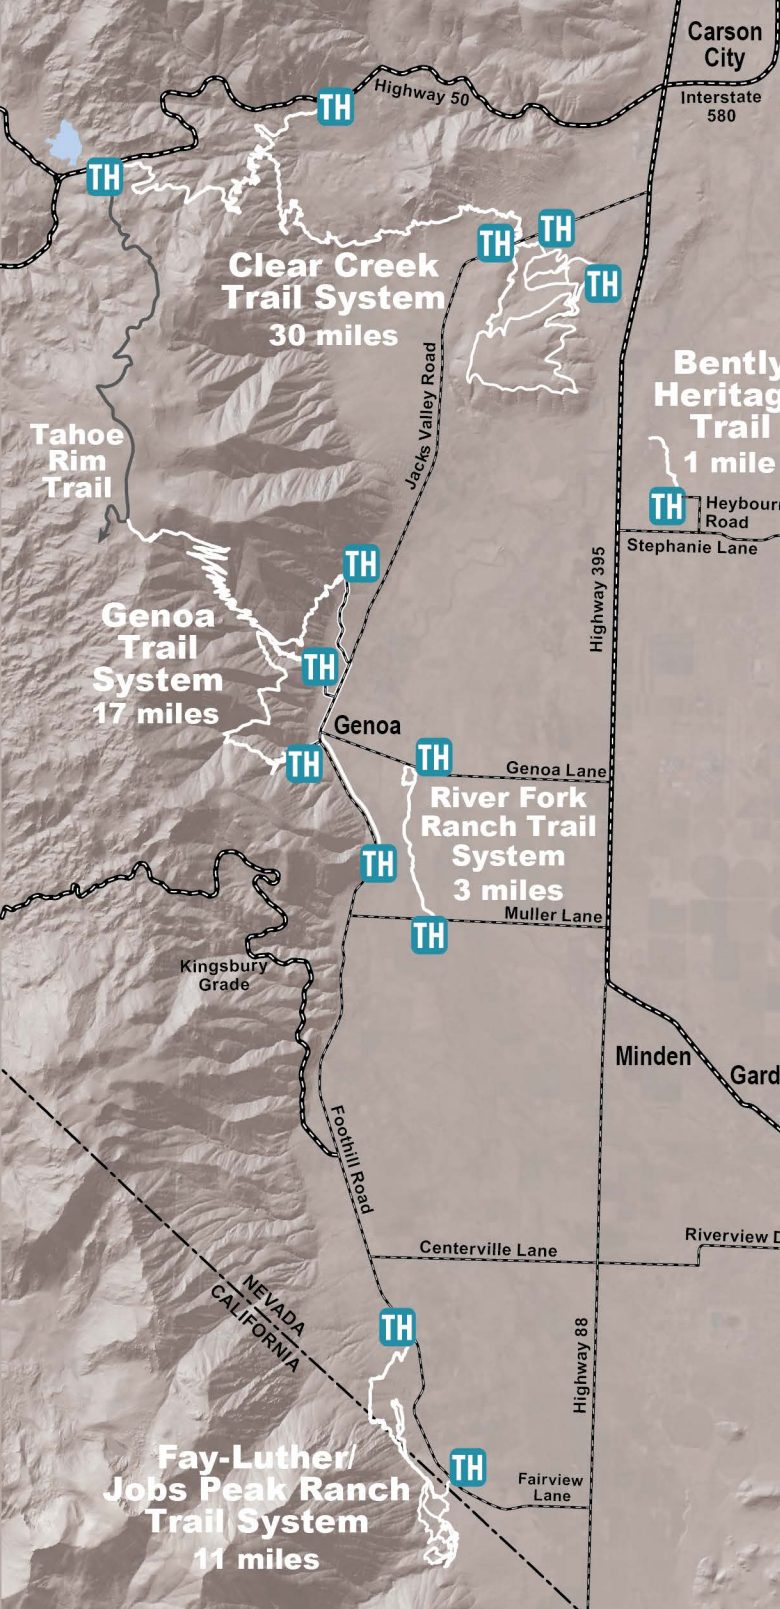 Carson
City
Interstate
580
TH
Highway 50
TH
TH
TH
TH
Clear Creek
Trail System
30 miles
Jacks Valley Road
Bently
Heritag
Trail
1 mile
TH
Heybour
Road
Stephanie Lane
Tahoe
Rim
Trail
Highway 395
TH
Genoa
Trail
System
17 miles
TH
Genoa
TH
TH
Genoa Lane
River Fork
Ranch Trail
System
3 miles
TH
Muller Lane
TH
Kingsbury
Grade
Minden
Gard
Foothill Road
Centerville Lane
Riverview D
NEVADA
CALIFORNIA
TH
Highway 88
Fay-Luther/
Jobs Peak Ranch
Trail System
11 miles
TH
Fairview
Lane